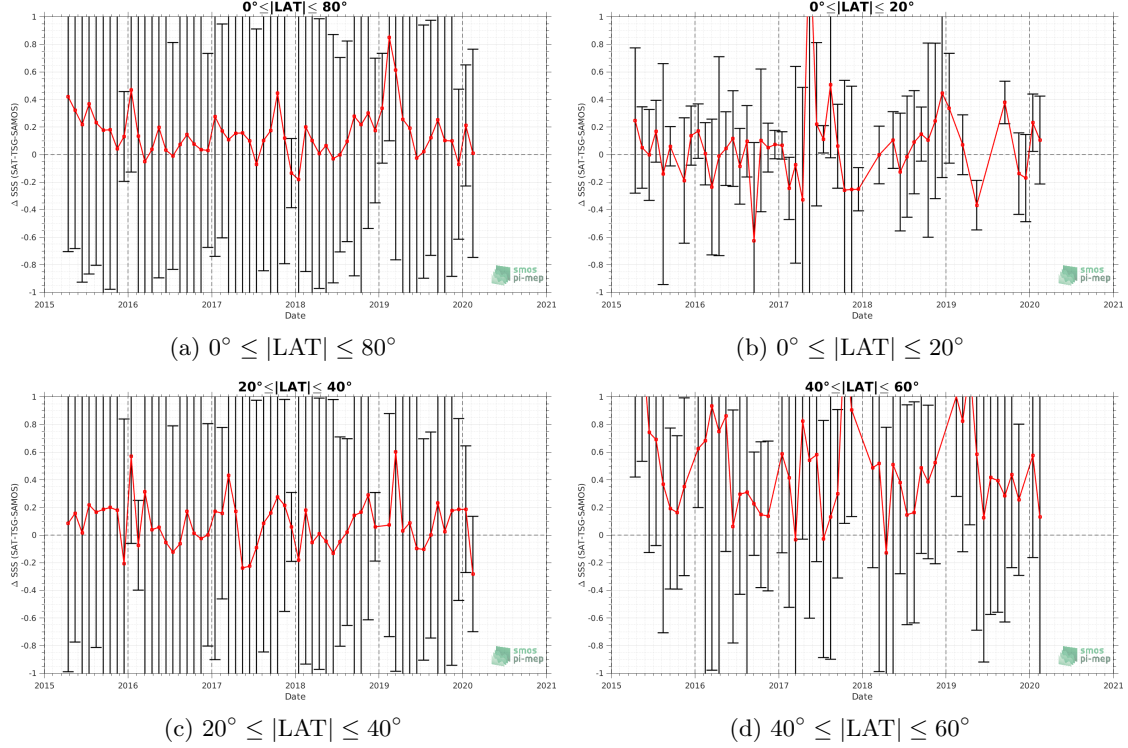 0°≤|LAT|≤ 80°
1
0.8
0.6
0.4
0.2
0
-0.2
-0.4
-0.6
-0.8
-1
Δ SSS (SAT-TSG-SAMOS)
2015 2016 2017 2018 2019 2020 2021
Date
smos
pi-mep
(a) 0° ≤ |LAT| ≤ 80°
0°≤|LAT|≤ 20°
1
0.8
0.6
0.4
0.2
0
-0.2
-0.4
-0.6
-0.8
-1
Δ SSS (SAT-TSG-SAMOS)
2015 2016 2017 2018 2019 2020 2021
Date
smos
pi-mep
(b) 0° ≤ |LAT| ≤ 20°
20°≤|LAT|≤ 40°
1
0.8
0.6
0.4
0.2
0
-0.2
-0.4
-0.6
-0.8
-1
Δ SSS (SAT-TSG-SAMOS)
2015 2016 2017 2018 2019 2020 2021
Date
smos
pi-mep
(c) 20° ≤ |LAT| ≤ 40°
40°≤|LAT|≤ 60°
1
0.8
0.6
0.4
0.2
0
-0.2
-0.4
-0.6
-0.8
-1
Δ SSS (SAT-TSG-SAMOS)
2015 2016 2017 2018 2019 2020 2021
Date
smos
pi-mep
(d) 40° ≤ |LAT| ≤ 60°